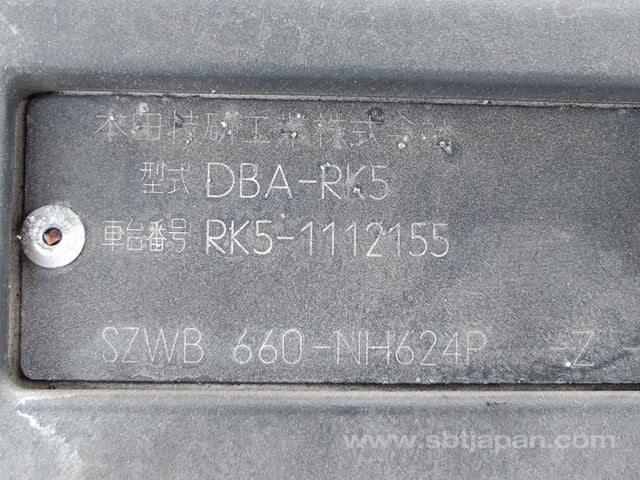 本田技研工業株式会社
型式 DBA-RK5
車台番号 RK5-1112155
SZWB 660-NH624P -Z
www.sbtjapan.com